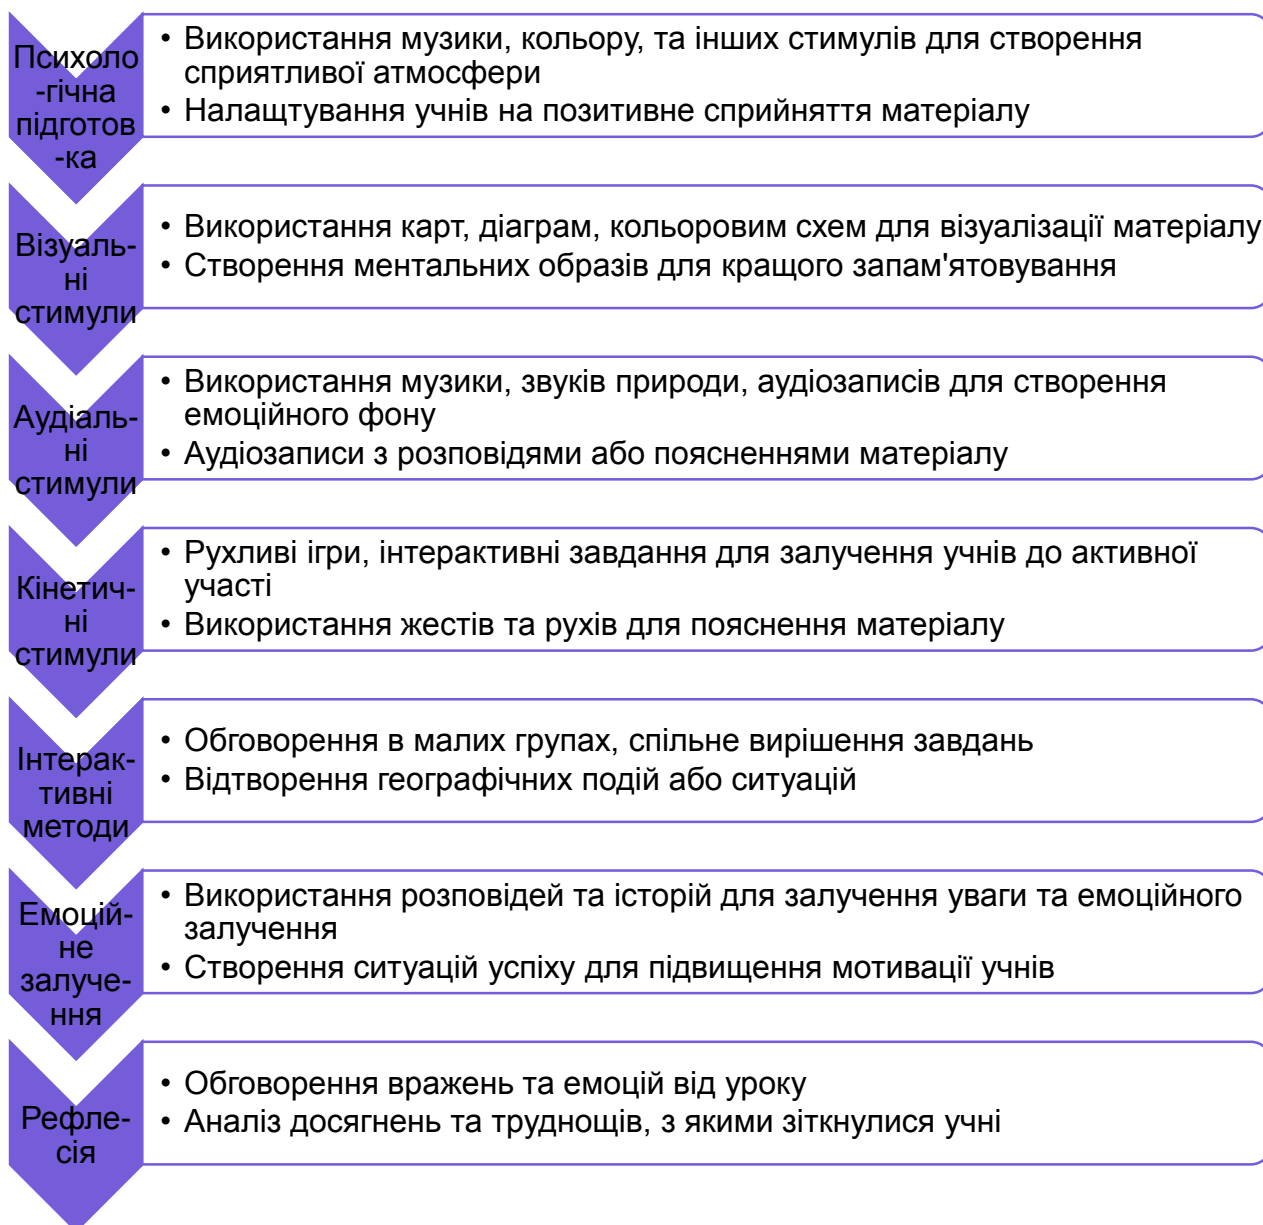 Психоло
-гічна
підготов
-ка
• Використання музики, кольору, та інших стимулів для створення
сприятливої атмосфери
• Налаштування учнів на позитивне сприйняття матеріалу
Візуаль-
ні
стимули
• Використання карт, діаграм, кольоровим схем для візуалізації матеріалу
• Створення ментальних образів для кращого запам'ятовування
Аудіаль-
ні
стимули
• Використання музики, звуків природи, аудіозаписів для створення
емоційного фону
• Аудіозаписи з розповідями або поясненнями матеріалу
Кінетич-
ні
стимули
• Рухливі ігри, інтерактивні завдання для залучення учнів до активної
участі
• Використання жестів та рухів для пояснення матеріалу
Інтерак-
тивні
методи
• Обговорення в малих групах, спільне вирішення завдань
• Відтворення географічних подій або ситуацій
Емоцій-
не
залуче-
ння
• Використання розповідей та історій для залучення уваги та емоційного
залучення
• Створення ситуацій успіху для підвищення мотивації учнів
Рефле-
сія
• Обговорення вражень та емоцій від уроку
• Аналіз досягнень та труднощів, з якими зіткнулися учні